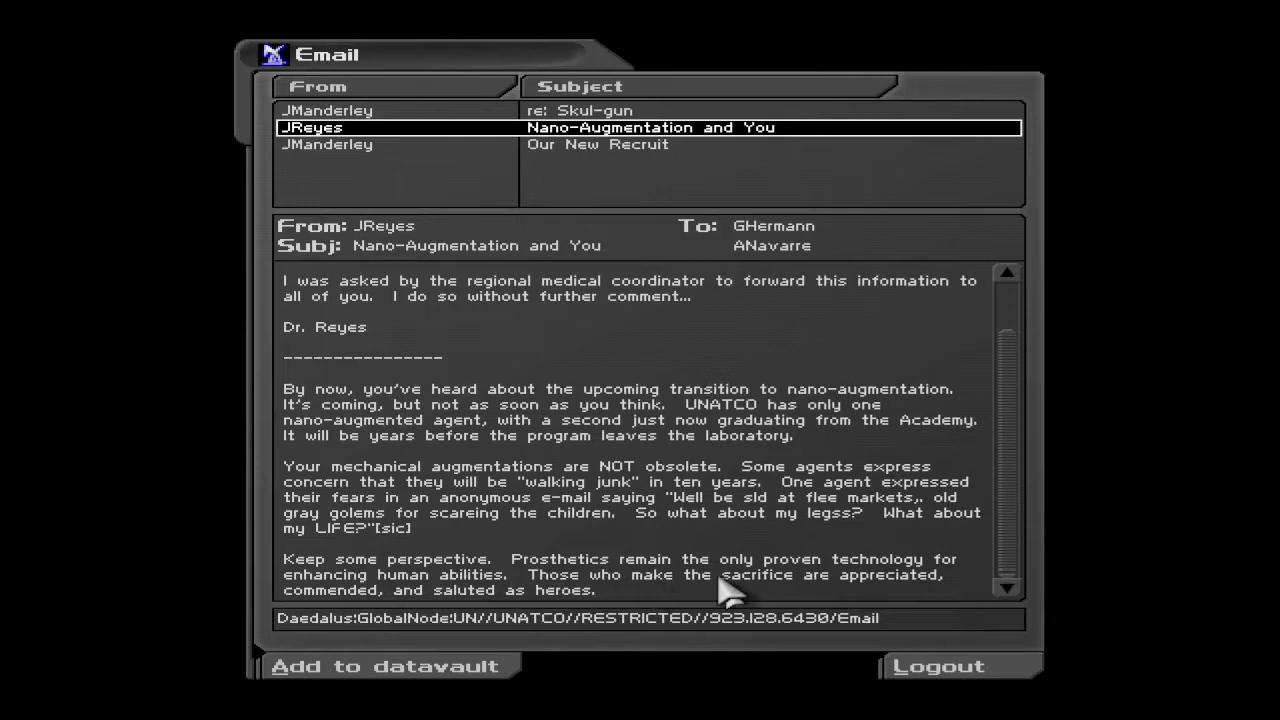 Email
From Subject
JManderley re: Skul-gun
JReyes Nano-Augmentation and You
JManderley Our New Recruit
From: JReyes To: GHermann
Subj: Nano-Augmentation and You ANavarre
I was asked by the regional medical coordinator to forward this information to
all of you.  I do so without further comment...
Dr. Reyes
----------------
By now, you've heard about the upcoming transition to nano-augmentation.
It's coming, but not as soon as you think.  UNATCO has only one
nano-augmented agent, with a second just now graduating from the Academy.
It will be years before the program leaves the laboratory.
Your mechanical augmentations are NOT obsolete.  Some agents express
concern that they will be "walking junk" in ten years.  One agent expressed
their fears in an anonymous e-mail saying "Well be sld at flee markets,. old
gray golems for scareing the children.  So what about my legss?  What about
my LIFE?"[sic]
Keep some perspective.  Prosthetics remain the only proven technology for
enhancing human abilities.  Those who make the sacrifice are appreciated,
commended, and saluted as heroes.
Daedalus:GlobalNode:UN//UNATCO//RESTRICTED//923.128.6430/Email
Add to datavault Logout